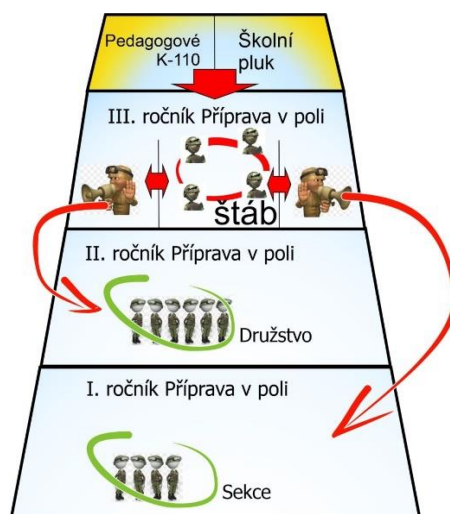 Pedagogové
K-110
Školní
pluk
III. ročník Příprava v poli
štáb
II. ročník Příprava v poli
Družstvo
I. ročník Příprava v poli
Sekce